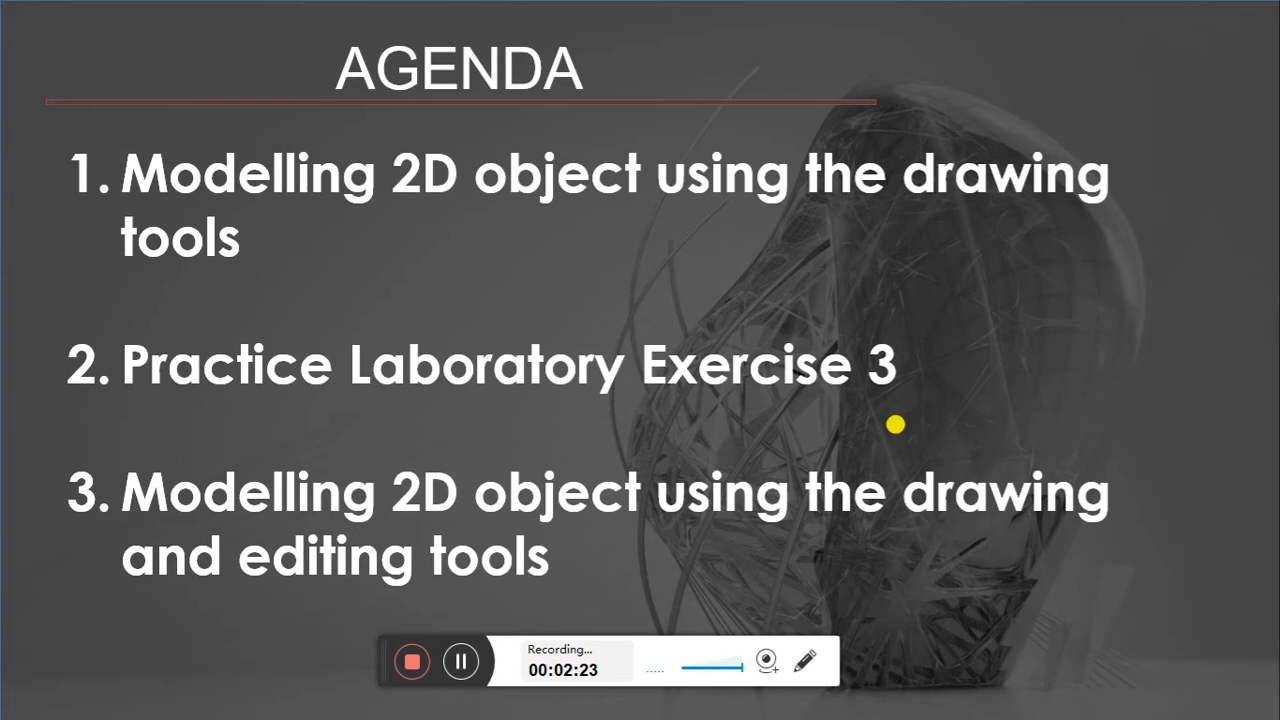 AGENDA
1. Modelling 2D object using the drawing
tools
2. Practice Laboratory Exercise 3
3. Modelling 2D object using the drawing
and editing tools
Recording...
00:02:23